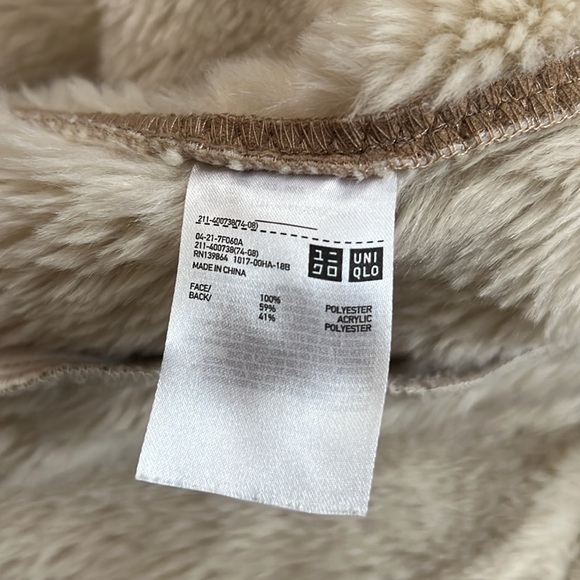 211-400738(74-08)
04-21-7F060A
211-400738(74-08)
RN139864 1017-00HA-18B
MADE IN CHINA
ユニ
クロ
UNI
QLO
FACE/ 100% POLYESTER
BACK/ 59% ACRYLIC
41% POLYESTER